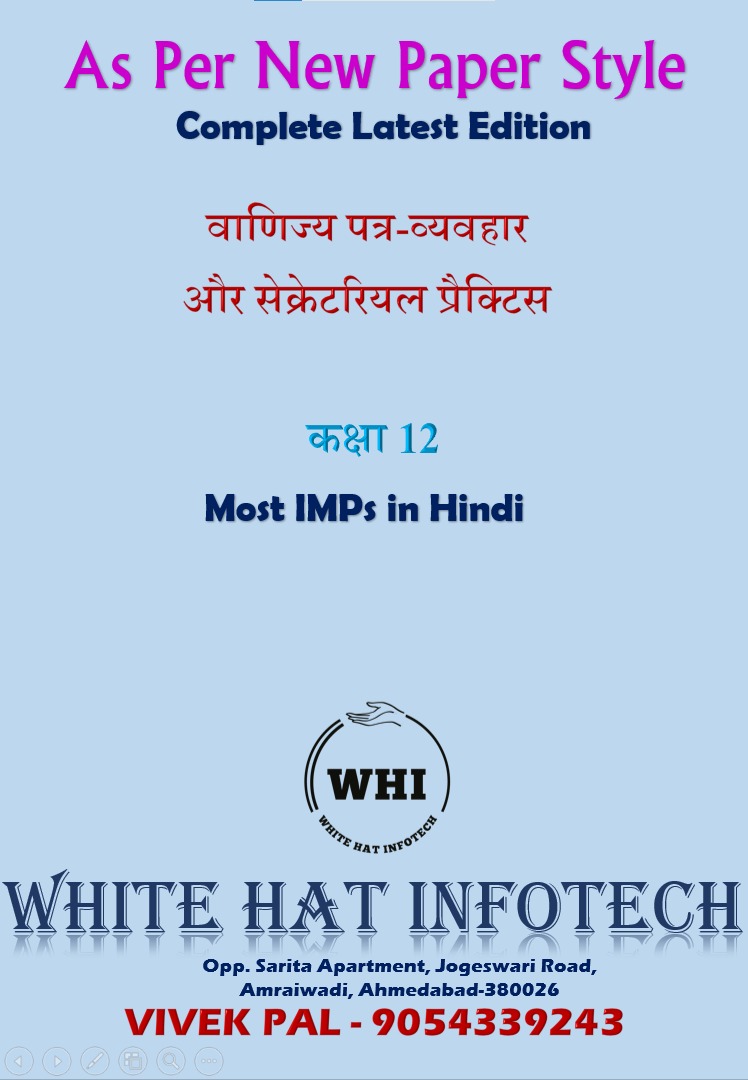 As Per New Paper Style
Complete Latest Edition
वाणिज्य पत्र-व्यवहार
और सेक्रेटरियल प्रैक्टिस
कक्षा 12
Most IMPs in Hindi
WHI
WHITE HAT INFOTECH
WHITE HAT INFOTECH
Opp. Sarita Apartment, Jogeswari Road,
Amraiwadi, Ahmedabad-380026
VIVEK PAL - 9054339243